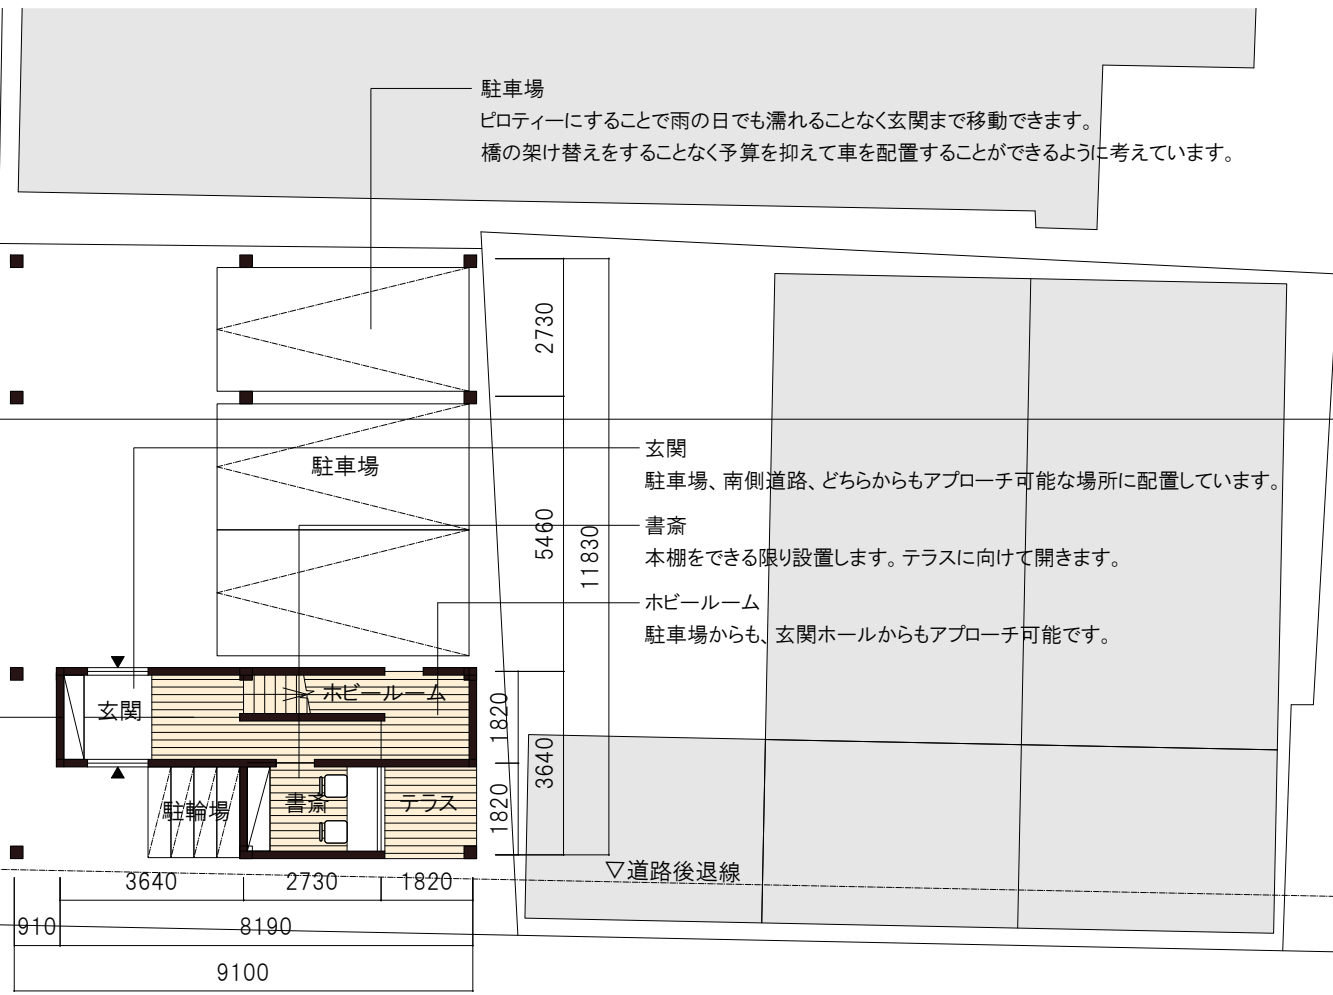 駐車場
ピロティーにすることで雨の日でも濡れることなく玄関まで移動できます。
橋の架け替えをすることなく予算を抑えて車を配置することができるように考えています。
2730
駐車場
玄関
駐車場、南側道路、どちらからもアプローチ可能な場所に配置しています。
5460
11830
書斎
本棚をできる限り設置します。テラスに向けて開きます。
ホビールーム
駐車場からも、玄関ホールからもアプローチ可能です。
玄関
ホビールーム
1820
3640
駐輪場
書斎
テラス
1820
▽道路後退線
3640
2730
1820
910
8190
9100